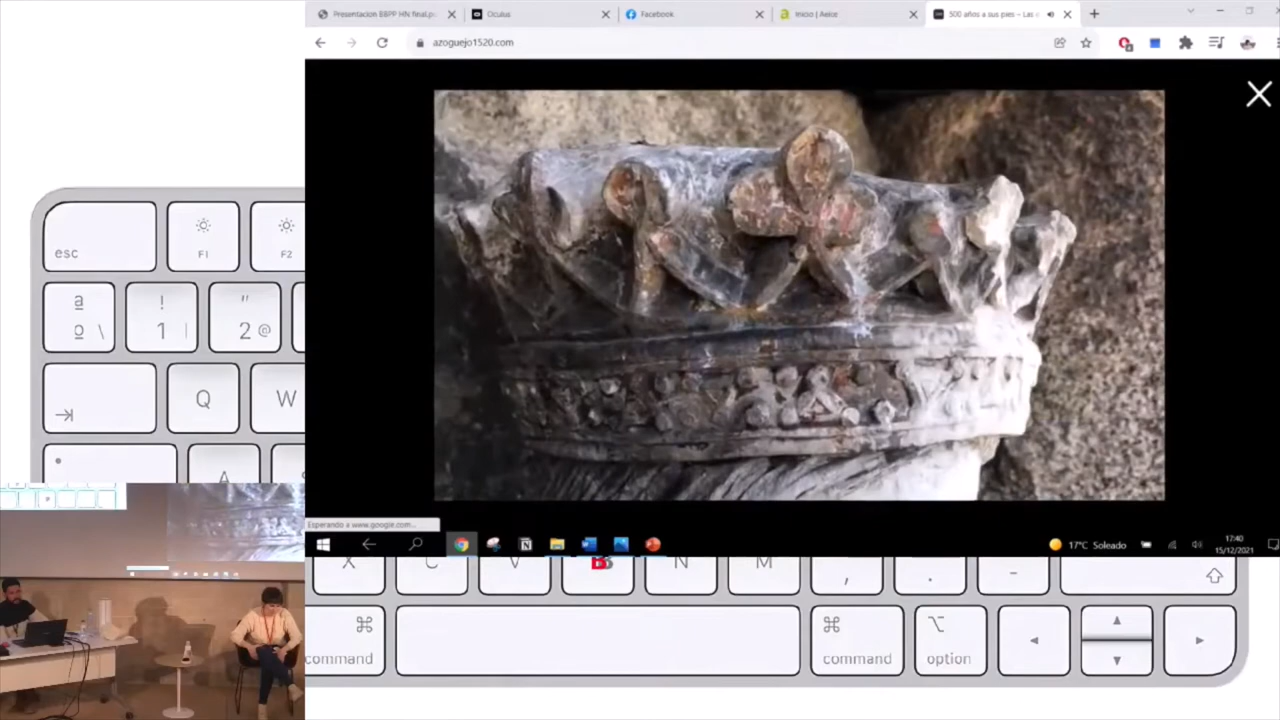 Presentacion BBPP HN final.p
Oculus
Facebook
Inicio | Aeice
500 años a sus pies – Las c
azoguejo1520.com
esc
F1
F2
ª
º \
!
1 |
"
2 @
Q
W
A
Esperando a www.google.com...
17°C Soleado
17:40
15/12/2021
X
C
V
B
N
M
,
.
-
command
command
option